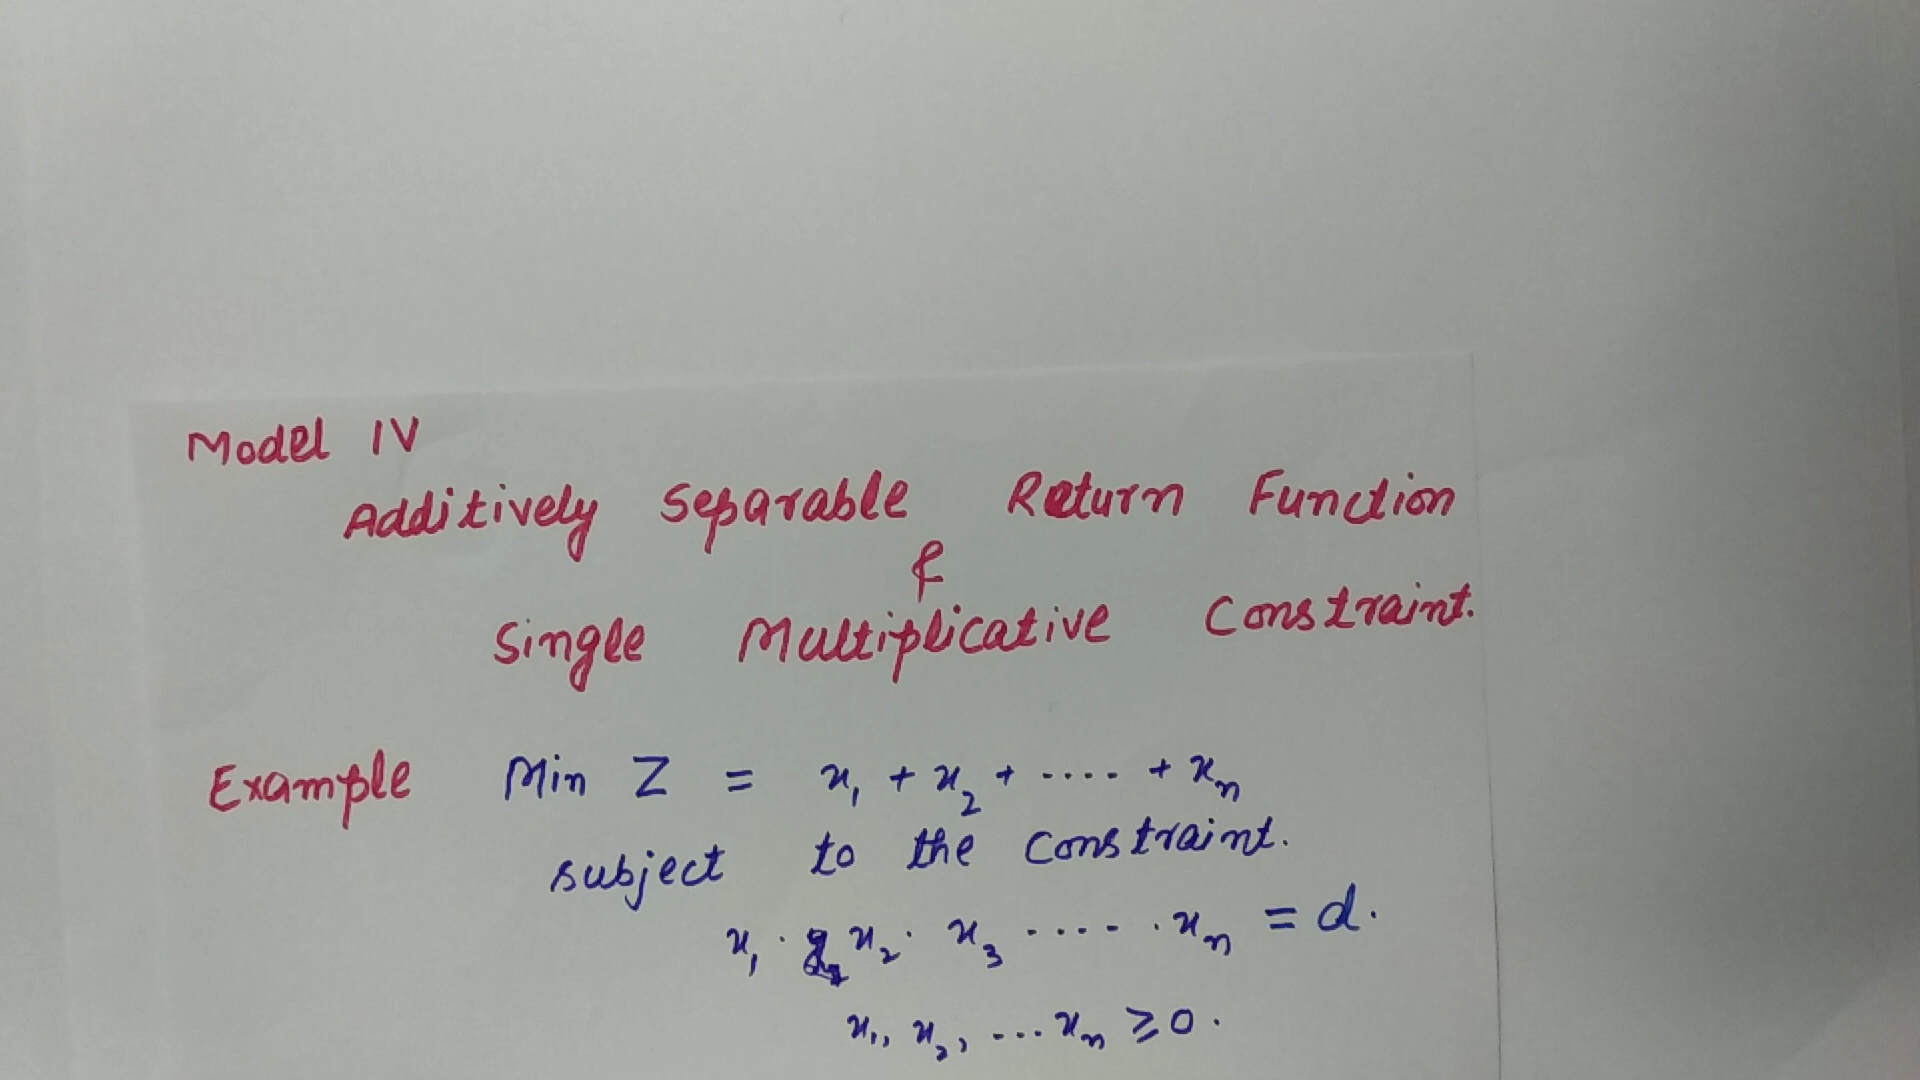 Model IV
Additively Separable Return Function
&
Single Multiplicative Constraint.
Example Min Z = x₁ + x₂ + .... + xₙ
subject to the constraint.
x₁ · x₂ · x₃ ..... xₙ = d.
x₁, x₂, ... xₙ ≥ 0.